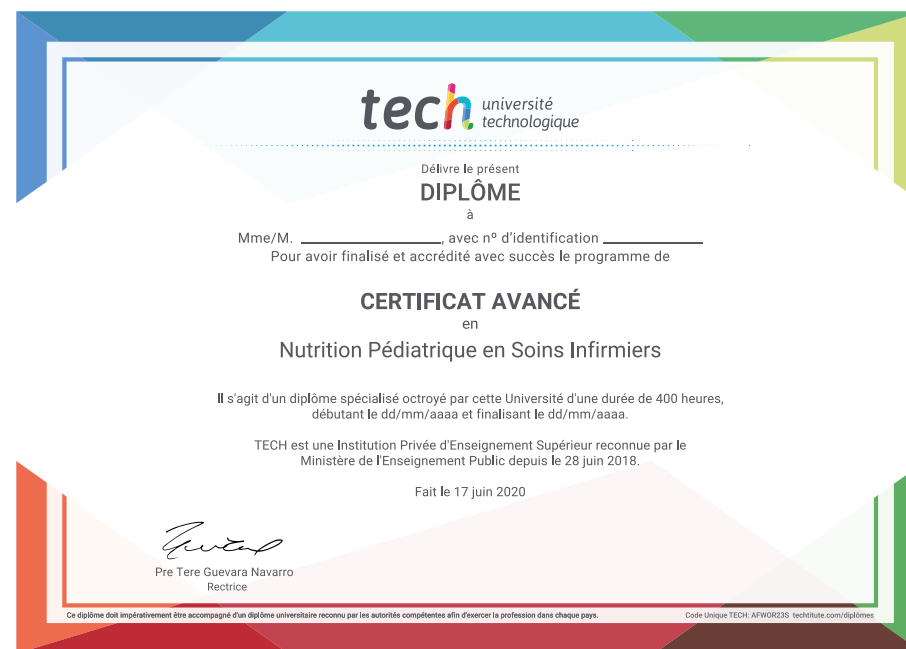 tech université
technologique
Délivre le présent
DIPLÔME
à
Mme/M. ____________________, avec nº d'identification ______________
Pour avoir finalisé et accrédité avec succès le programme de
CERTIFICAT AVANCÉ
en
Nutrition Pédiatrique en Soins Infirmiers
Il s'agit d'un diplôme spécialisé octroyé par cette Université d'une durée de 400 heures,
débutant le dd/mm/aaaa et finalisant le dd/mm/aaaa.
TECH est une Institution Privée d'Enseignement Supérieur reconnue par le
Ministère de l'Enseignement Public depuis le 28 juin 2018.
Fait le 17 juin 2020
Pre Tere Guevara Navarro
Rectrice
Ce diplôme doit impérativement être accompagné d'un diplôme universitaire reconnu par les autorités compétentes afin d'exercer la profession dans chaque pays.
Code Unique TECH: AFWOR23S techtitute.com/diplômes